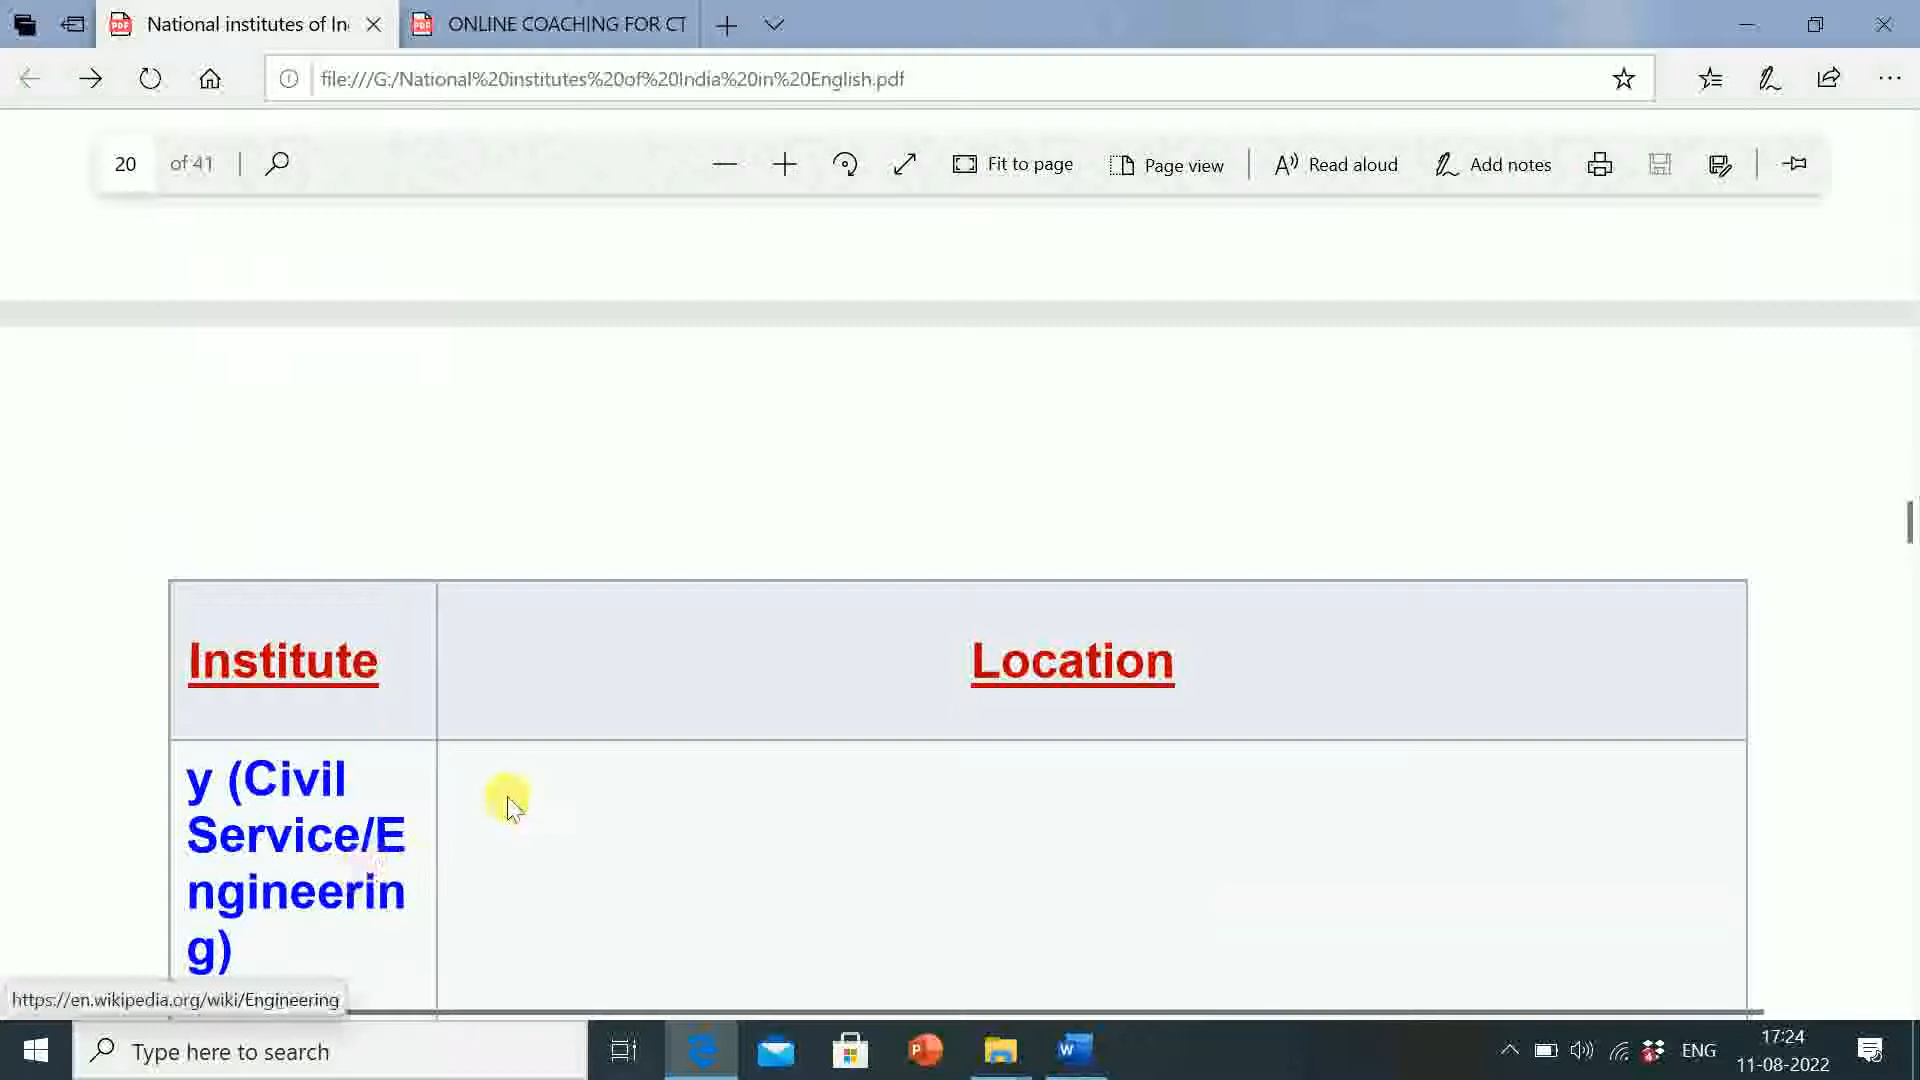 National institutes of In
ONLINE COACHING FOR CT
file:///G:/National%20institutes%20of%20India%20in%20English.pdf
20 of 41
Fit to page
Page view
Read aloud
Add notes
Institute
Location
y (Civil
Service/E
ngineerin
g)
https://en.wikipedia.org/wiki/Engineering
Type here to search
ENG
17:24
11-08-2022